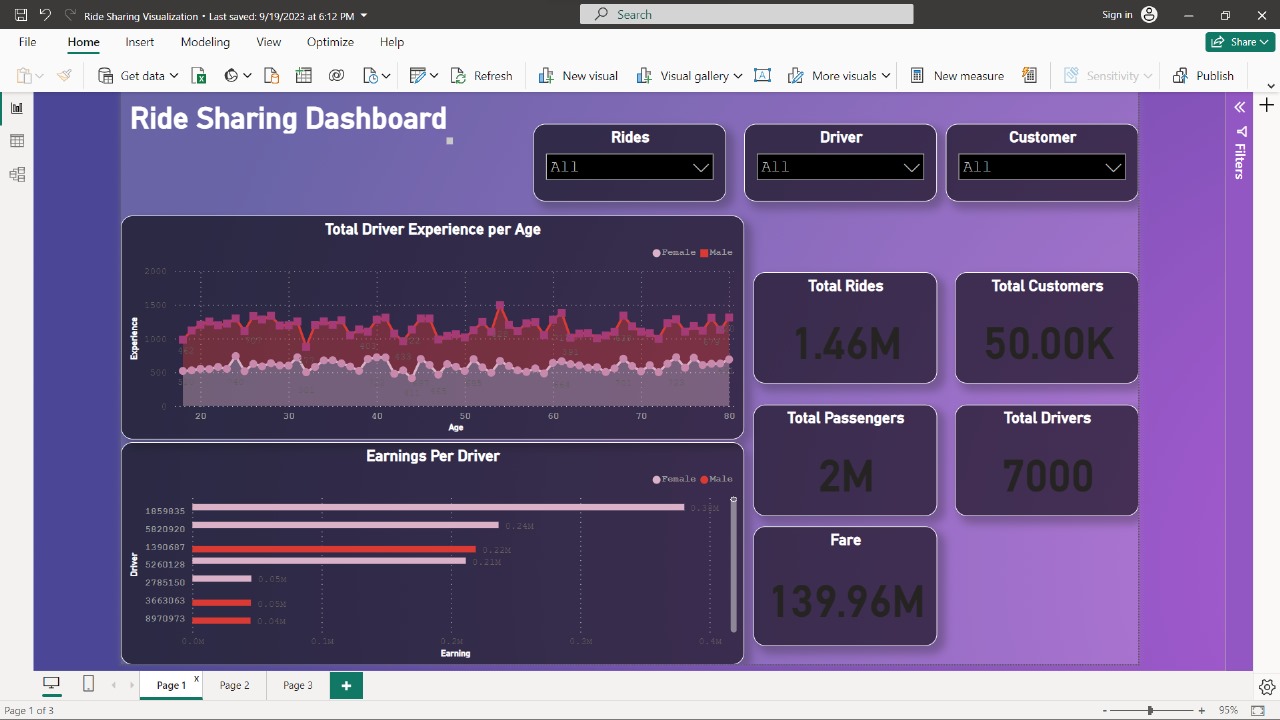 Ride Sharing Visualization • Last saved: 9/19/2023 at 6:12 PM
Search
Sign in
File Home Insert Modeling View Optimize Help
Share
Get data
Refresh
New visual
Visual gallery
More visuals
New measure
Sensitivity
Publish
Ride Sharing Dashboard
Rides
All
Driver
All
Customer
All
Filters
Total Driver Experience per Age
Female Male
Experience
2000
1500
1000
500
0
20 30 40 50 60 70 80
Age
Total Rides
1.46M
Total Customers
50.00K
Total Passengers
2M
Total Drivers
7000
Fare
139.96M
Earnings Per Driver
Female Male
Driver
1859835
5820920 0.24M
1390687 0.22M
5260128 0.21M
2785150 0.05M
3663063 0.05M
8970973 0.04M
0.0M 0.1M 0.2M 0.3M 0.4M
Earning
Page 1 x
Page 2
Page 3
+
Page 1 of 3
- + 95%